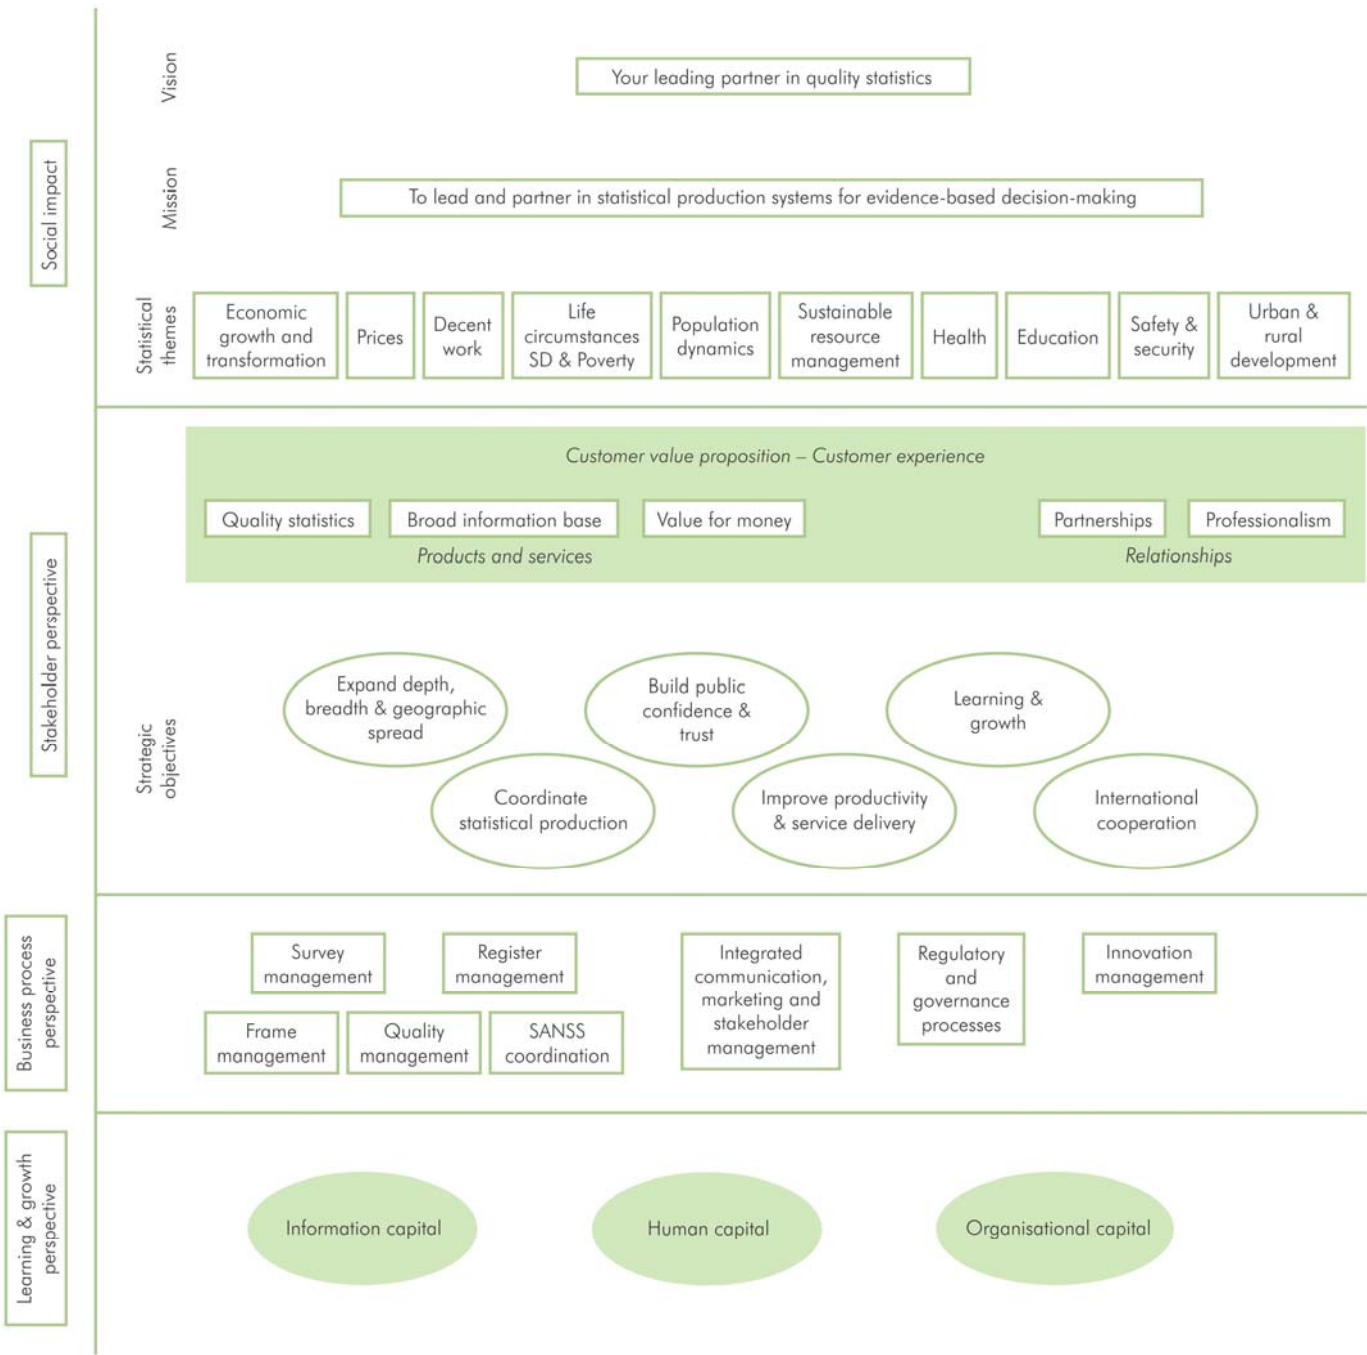 Social impact
Vision
Your leading partner in quality statistics
Mission
To lead and partner in statistical production systems for evidence-based decision-making
Statistical
themes
Economic
growth and
transformation
Prices
Decent
work
Life
circumstances
SD & Poverty
Population
dynamics
Sustainable
resource
management
Health
Education
Safety &
security
Urban &
rural
development
Stakeholder perspective
Customer value proposition – Customer experience
Quality statistics
Broad information base
Value for money
Products and services
Partnerships
Professionalism
Relationships
Strategic
objectives
Expand depth,
breadth & geographic
spread
Build public
confidence &
trust
Learning &
growth
Coordinate
statistical production
Improve productivity
& service delivery
International
cooperation
Business process
perspective
Survey
management
Register
management
Frame
management
Quality
management
SANSS
coordination
Integrated
communication,
marketing and
stakeholder
management
Regulatory
and
governance
processes
Innovation
management
Learning & growth
perspective
Information capital
Human capital
Organisational capital